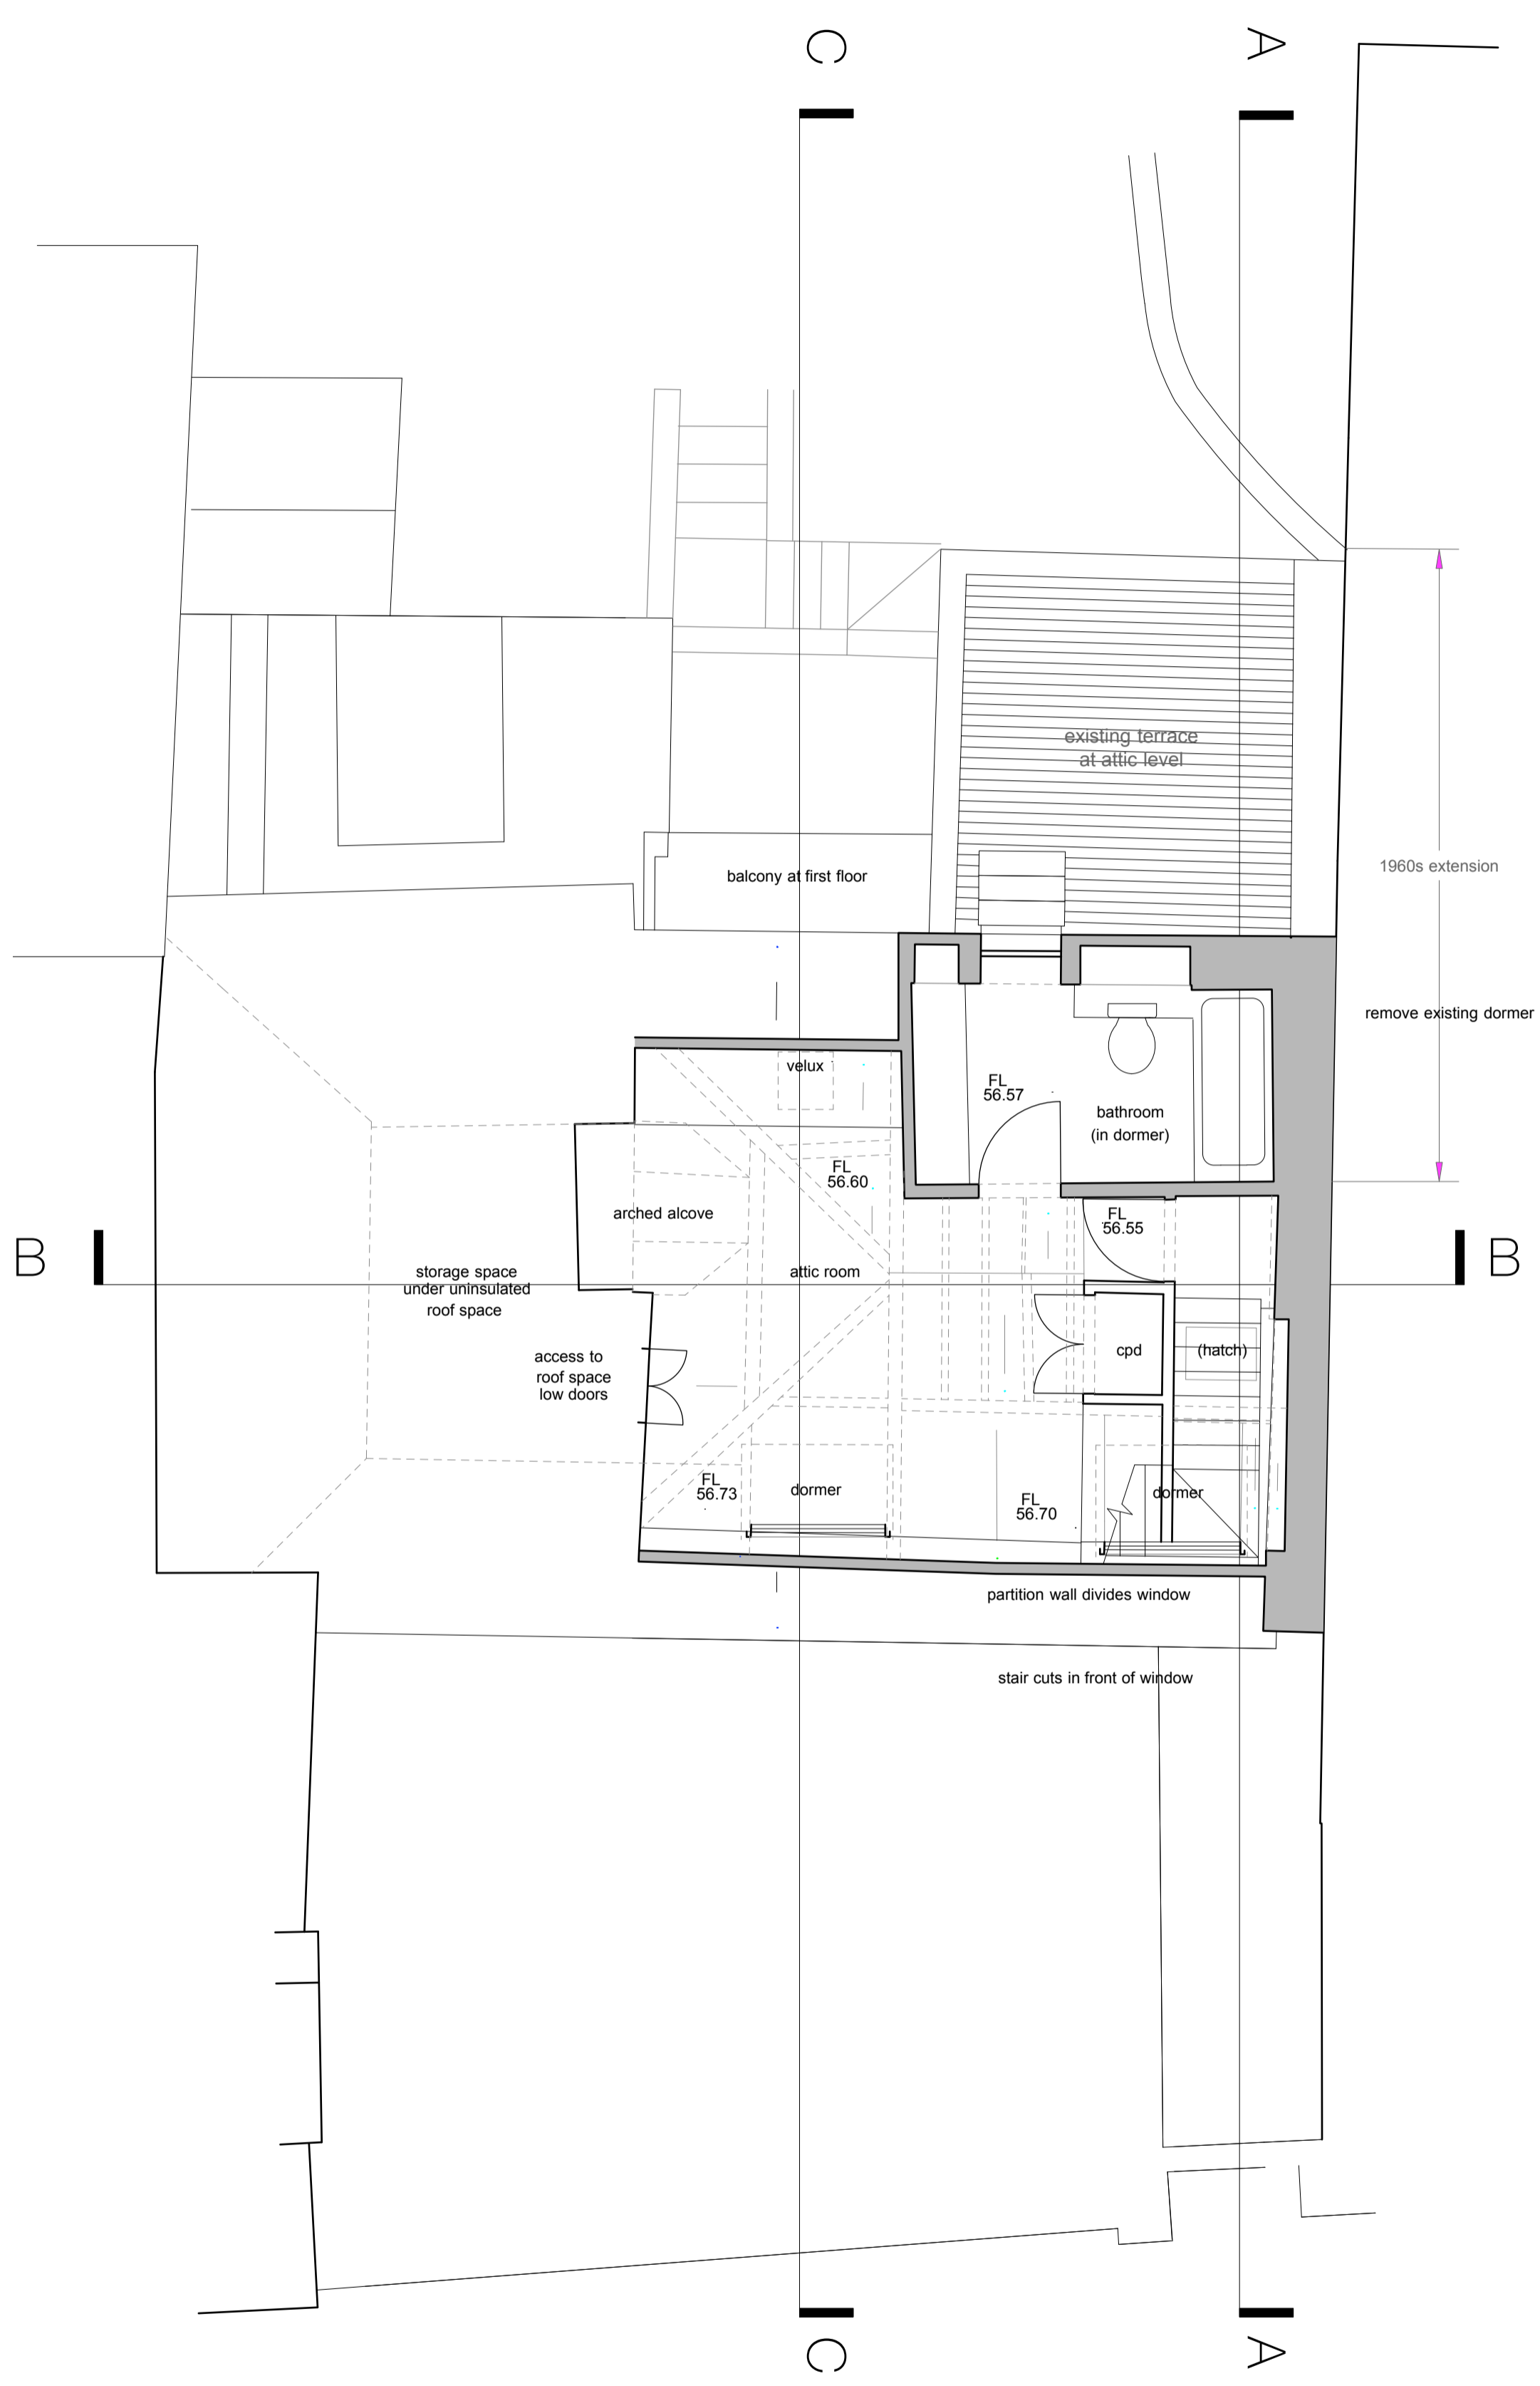 C
A
existing terrace
at attic level
1960s extension
balcony at first floor
remove existing dormer
velux
FL
56.57
bathroom
(in dormer)
FL
56.60
arched alcove
FL
56.55
B
B
storage space
under uninsulated
roof space
attic room
access to
roof space
low doors
cpd
(hatch)
FL
56.73
dormer
FL
56.70
dormer
partition wall divides window
stair cuts in front of window
C
A